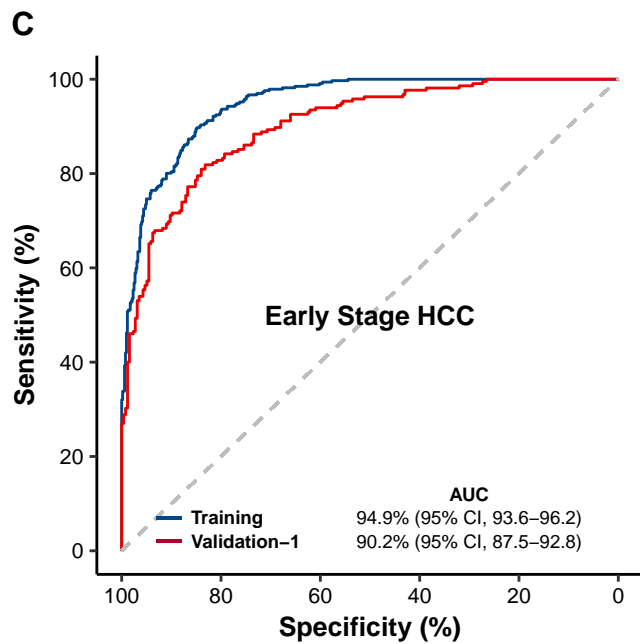 C
100
80
60
40
20
0
Sensitivity (%)
Early Stage HCC
AUC
Training 94.9% (95% CI, 93.6–96.2)
Validation−1 90.2% (95% CI, 87.5–92.8)
100 80 60 40 20 0
Specificity (%)